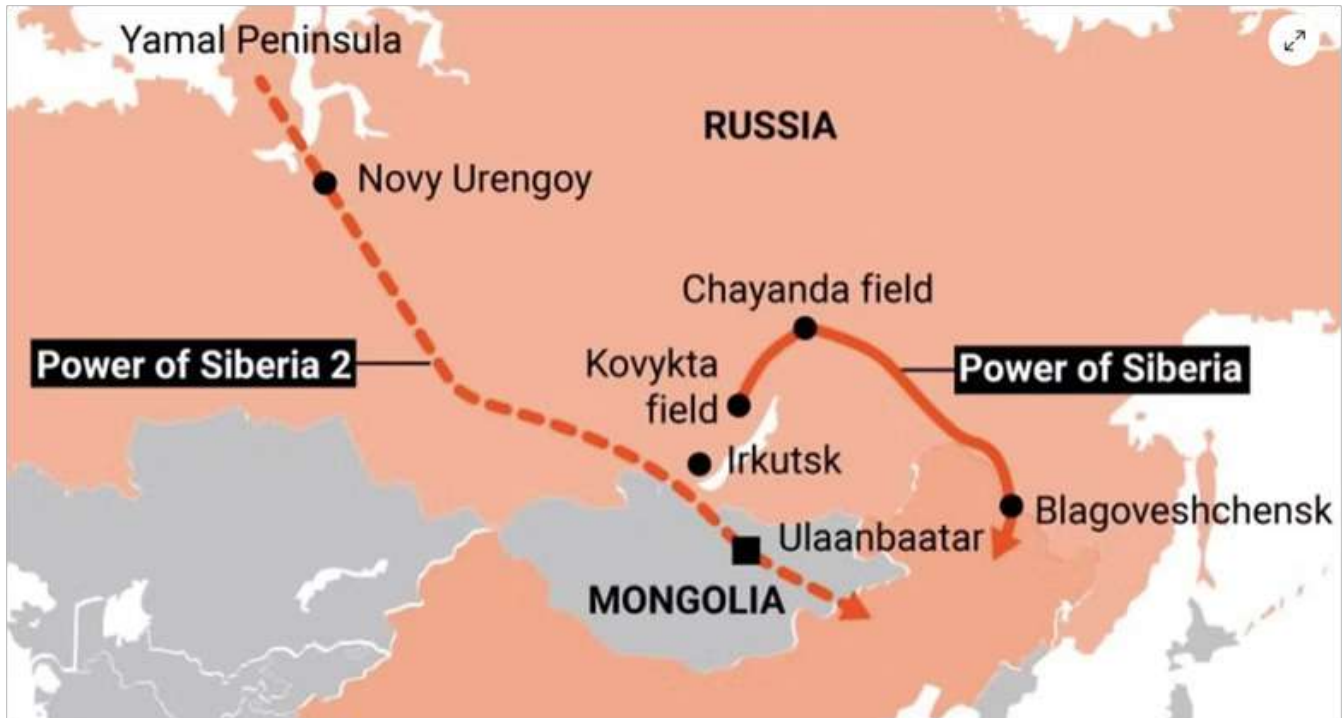 Yamal Peninsula
RUSSIA
Novy Urengoy
Chayanda field
Power of Siberia 2
Kovykta
field
Power of Siberia
Irkutsk
Blagoveshchensk
Ulaanbaatar
MONGOLIA